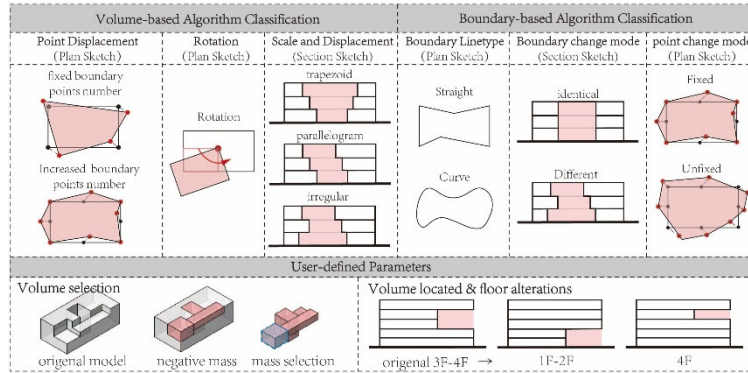 Volume-based Algorithm Classification
Boundary-based Algorithm Classification
Point Displacement
(Plan Sketch)
Rotation
(Plan Sketch)
Scale and Displacement
(Section Sketch)
Boundary Linetype
(Plan Sketch)
Boundary change mode
(Section Sketch)
point change mode
(Plan Sketch)
fixed boundary
points number
Increased boundary
points number
Rotation
trapezoid
parallelogram
irregular
Straight
Curve
identical
Different
Fixed
Unfixed
User-defined Parameters
Volume selection
origenal model
negative mass
mass selection
Volume located & floor alterations
origenal 3F-4F →
1F-2F
4F